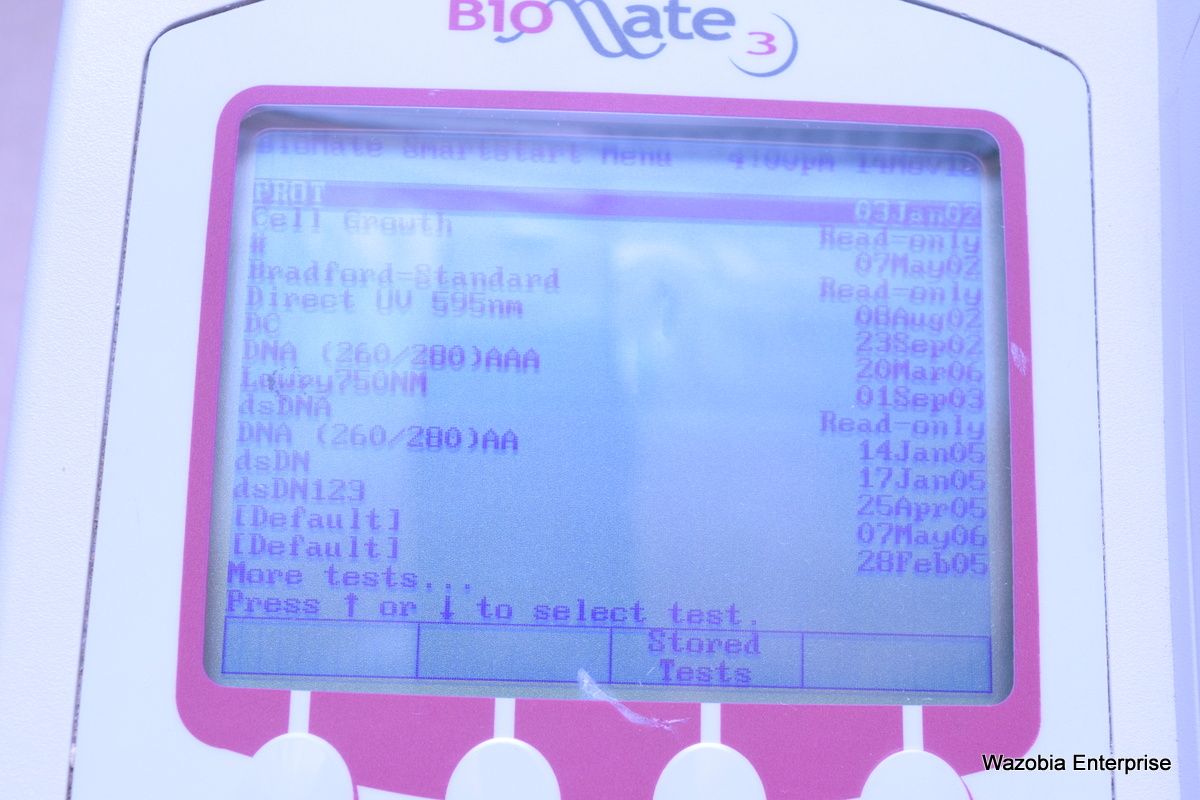 BioMate 3
BioMate SmartStart Menu 4:00pm
PROT 03Jan02
Cell Growth Read-only
# 07May02
Bradford-Standard Read-only
Direct UV 595nm 08Aug02
DC 23Sep02
DNA (260/280)AAA 20Mar06
Lowry750NM 01Sep03
dsDNA Read-only
DNA (260/280)AA 14Jan05
dsDN 17Jan05
dsDN123 25Apr05
[Default] 07May06
[Default] 28Feb05
More tests...
Press ↑ or ↓ to select test.
Stored
Tests
Wazobia Enterprise